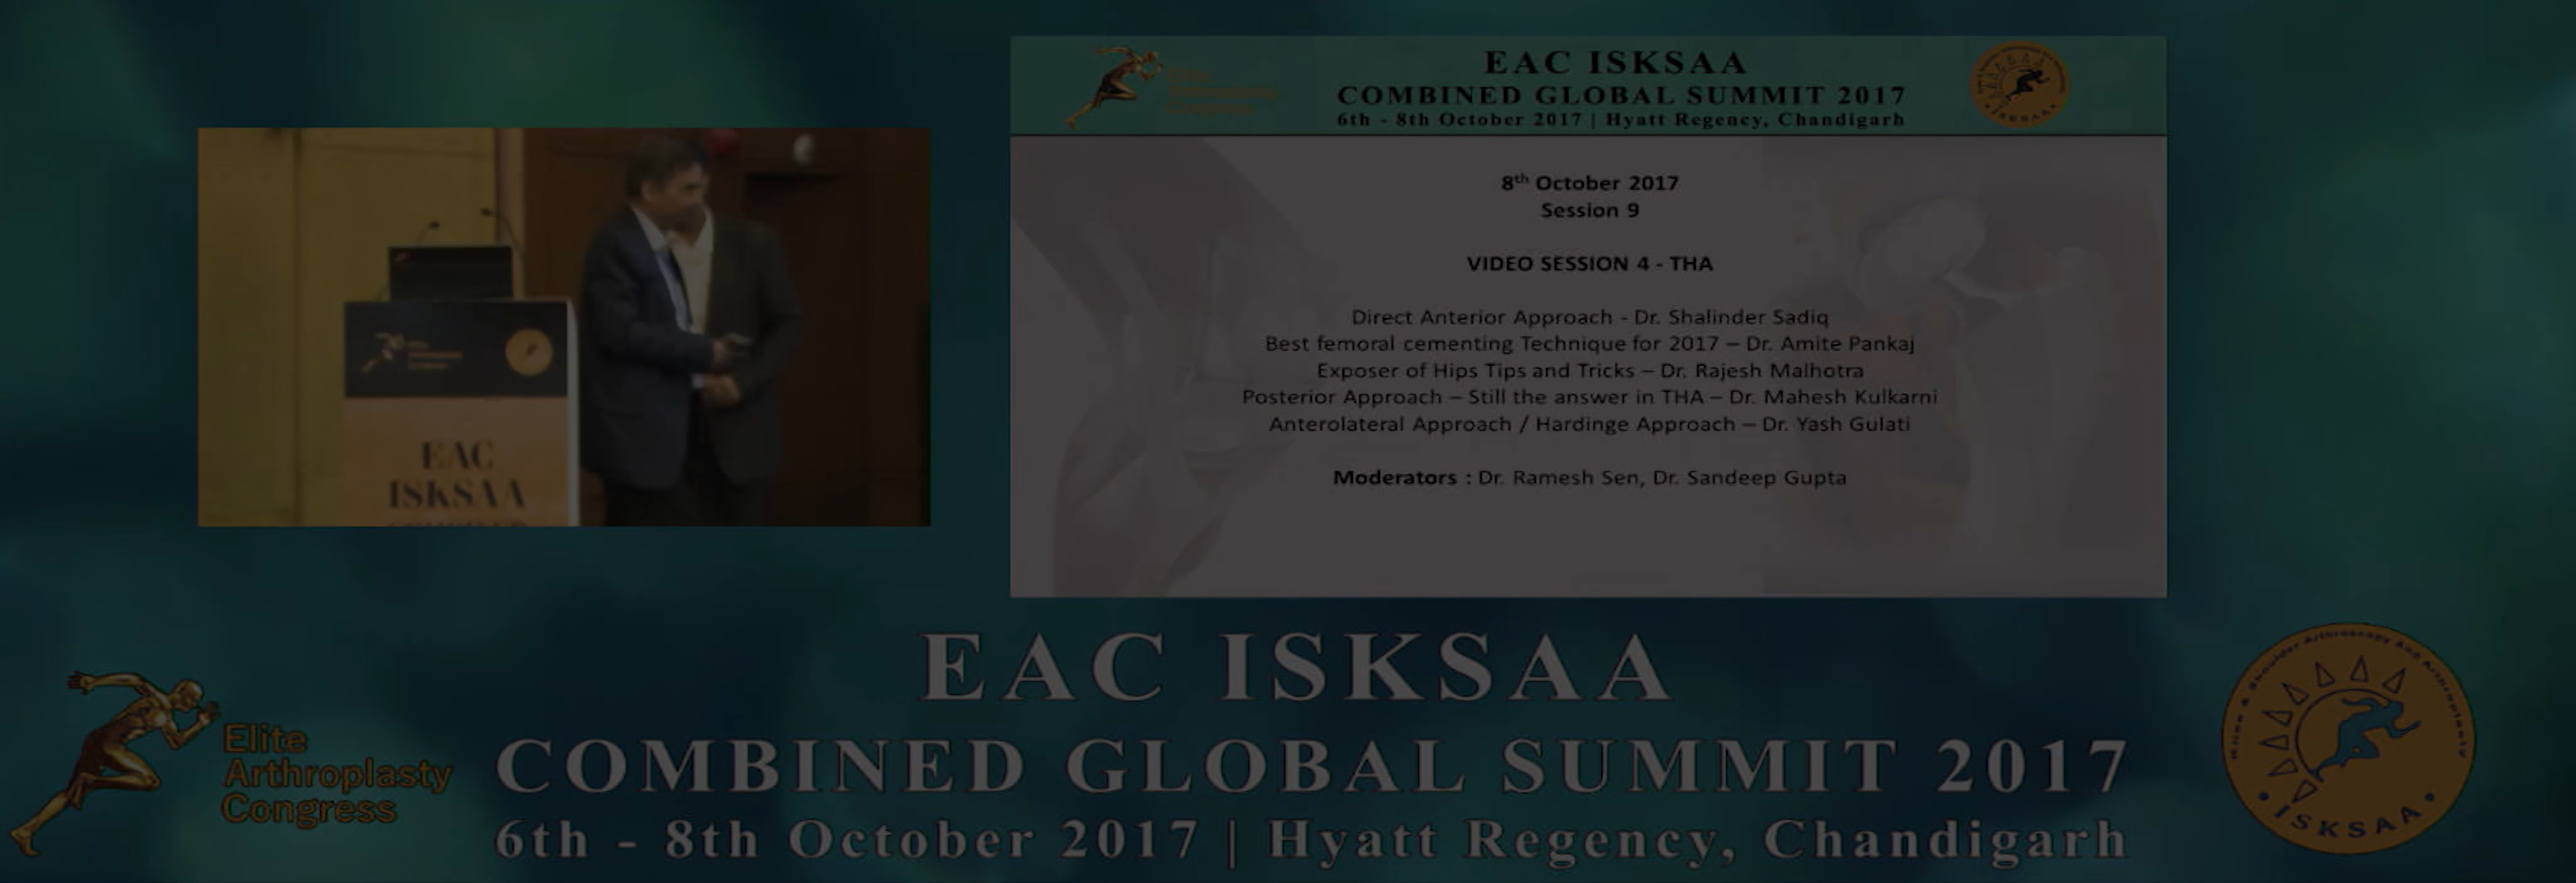 EAC ISKSAA
COMBINED GLOBAL SUMMIT 2017
6th - 8th October 2017 | Hyatt Regency, Chandigarh
8th October 2017
Session 9
VIDEO SESSION 4 - THA
Direct Anterior Approach - Dr. Shalinder Sadiq
Best femoral cementing Technique for 2017 – Dr. Amite Pankaj
Exposer of Hips Tips and Tricks – Dr. Rajesh Malhotra
Posterior Approach – Still the answer in THA – Dr. Mahesh Kulkarni
Anterolateral Approach / Hardinge Approach – Dr. Yash Gulati
Moderators : Dr. Ramesh Sen, Dr. Sandeep Gupta
EAC
ISKSAA
EAC ISKSAA
COMBINED GLOBAL SUMMIT 2017
6th - 8th October 2017 | Hyatt Regency, Chandigarh
Elite
Arthroplasty
Congress
ISKSAA